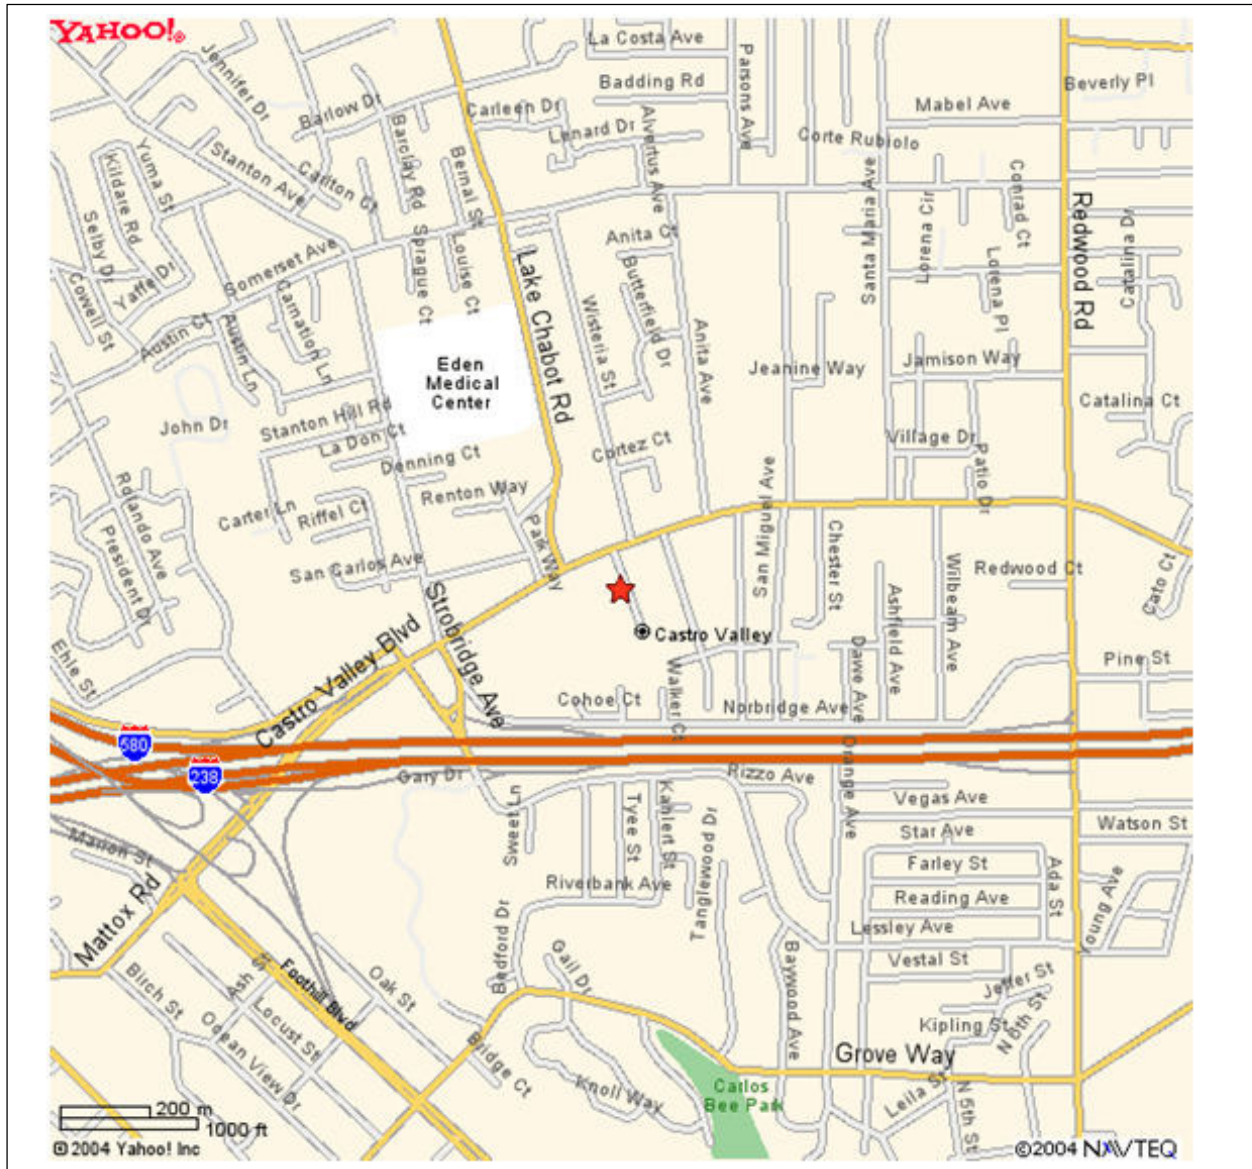 YAHOO!®
La Costa Ave
Jennifer Dr
Badding Rd
Parsons Ave
Beverly Pl
Barlow Dr
Carleen Dr
Mabel Ave
Lenard Dr
Alvertus Ave
Corte Rubiolo
Yuma St
Kildare Rd
Stanton Ave
Carlton Ct
Barclay Rd
Bernal St
Conrad Ct
Selby Dr
Santa Maria Ave
Lorena Cir
Redwood Rd
Catalina Dr
Somerset Ave
Sprague Ct
Louise Ct
Anita Ct
Yaffe Dr
Cowell St
Carnation Ln
Lake Chabot Rd
Butterfield Dr
Lorena Pl
Austin Ct
Austin Ln
Wisteria St
Anita Ave
Eden
Medical
Center
Jeanine Way
Jamison Way
Catalina Ct
John Dr
Stanton Hill Rd
La Don Ct
Denning Ct
Cortez Ct
Village Dr
Patio Dr
Rolando Ave
Renton Way
Carter Ln
Riffel Ct
President Dr
Park Way
San Miguel Ave
Chester St
San Carlos Ave
Wilbeam Ave
Redwood Ct
Cato Ct
Ashfield Ave
Strobridge Ave
Castro Valley
Ehle St
Castro Valley Blvd
Walker Ct
Dawe Ave
Pine St
Cohoe Ct
Norbridge Ave
580
238
Gary Dr
Rizzo Ave
Orange Ave
Sweet Ln
Tyee St
Kahlert St
Tanglewood Dr
Vegas Ave
Star Ave
Watson St
Marion St
Farley St
Ada St
Riverbank Ave
Reading Ave
Young Ave
Mattox Rd
Lessley Ave
Bedford Dr
Gail Dr
Baywood Ave
Vestal St
Birch St
Ash St
Foothill Blvd
Oak St
Jeffer St
Locust St
Kipling St
N 6th St
Ocean View Dr
Bridge Ct
Grove Way
Knoll Way
Carlos
Bee Park
Leila St
N 5th St
200 m
1000 ft
©2004 Yahoo! Inc
©2004 NAVTEQ